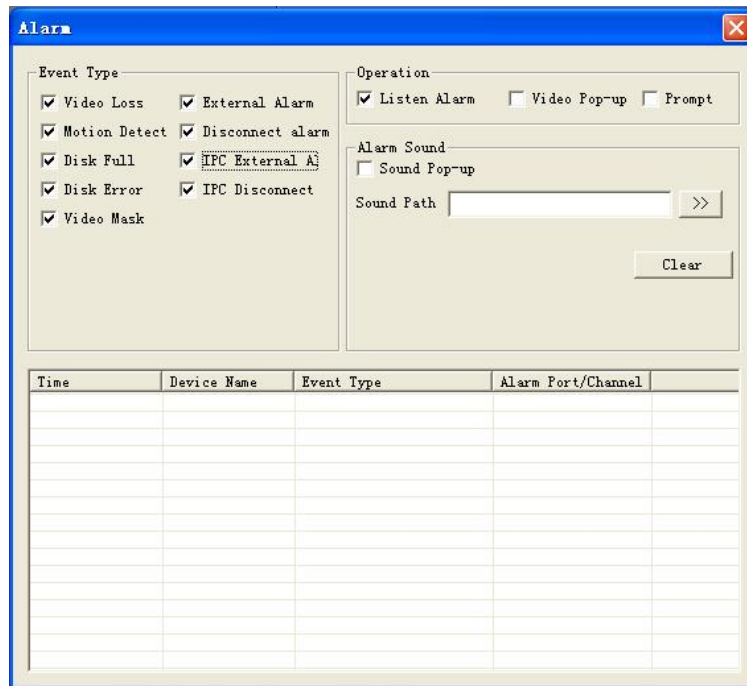 Alarm
Event Type
Video Loss
External Alarm
Motion Detect
Disconnect alarm
Disk Full
IPC External A
Disk Error
IPC Disconnect
Video Mask
Operation
Listen Alarm
Video Pop-up
Prompt
Alarm Sound
Sound Pop-up
Sound Path
>>
Clear
Time
Device Name
Event Type
Alarm Port/Channel